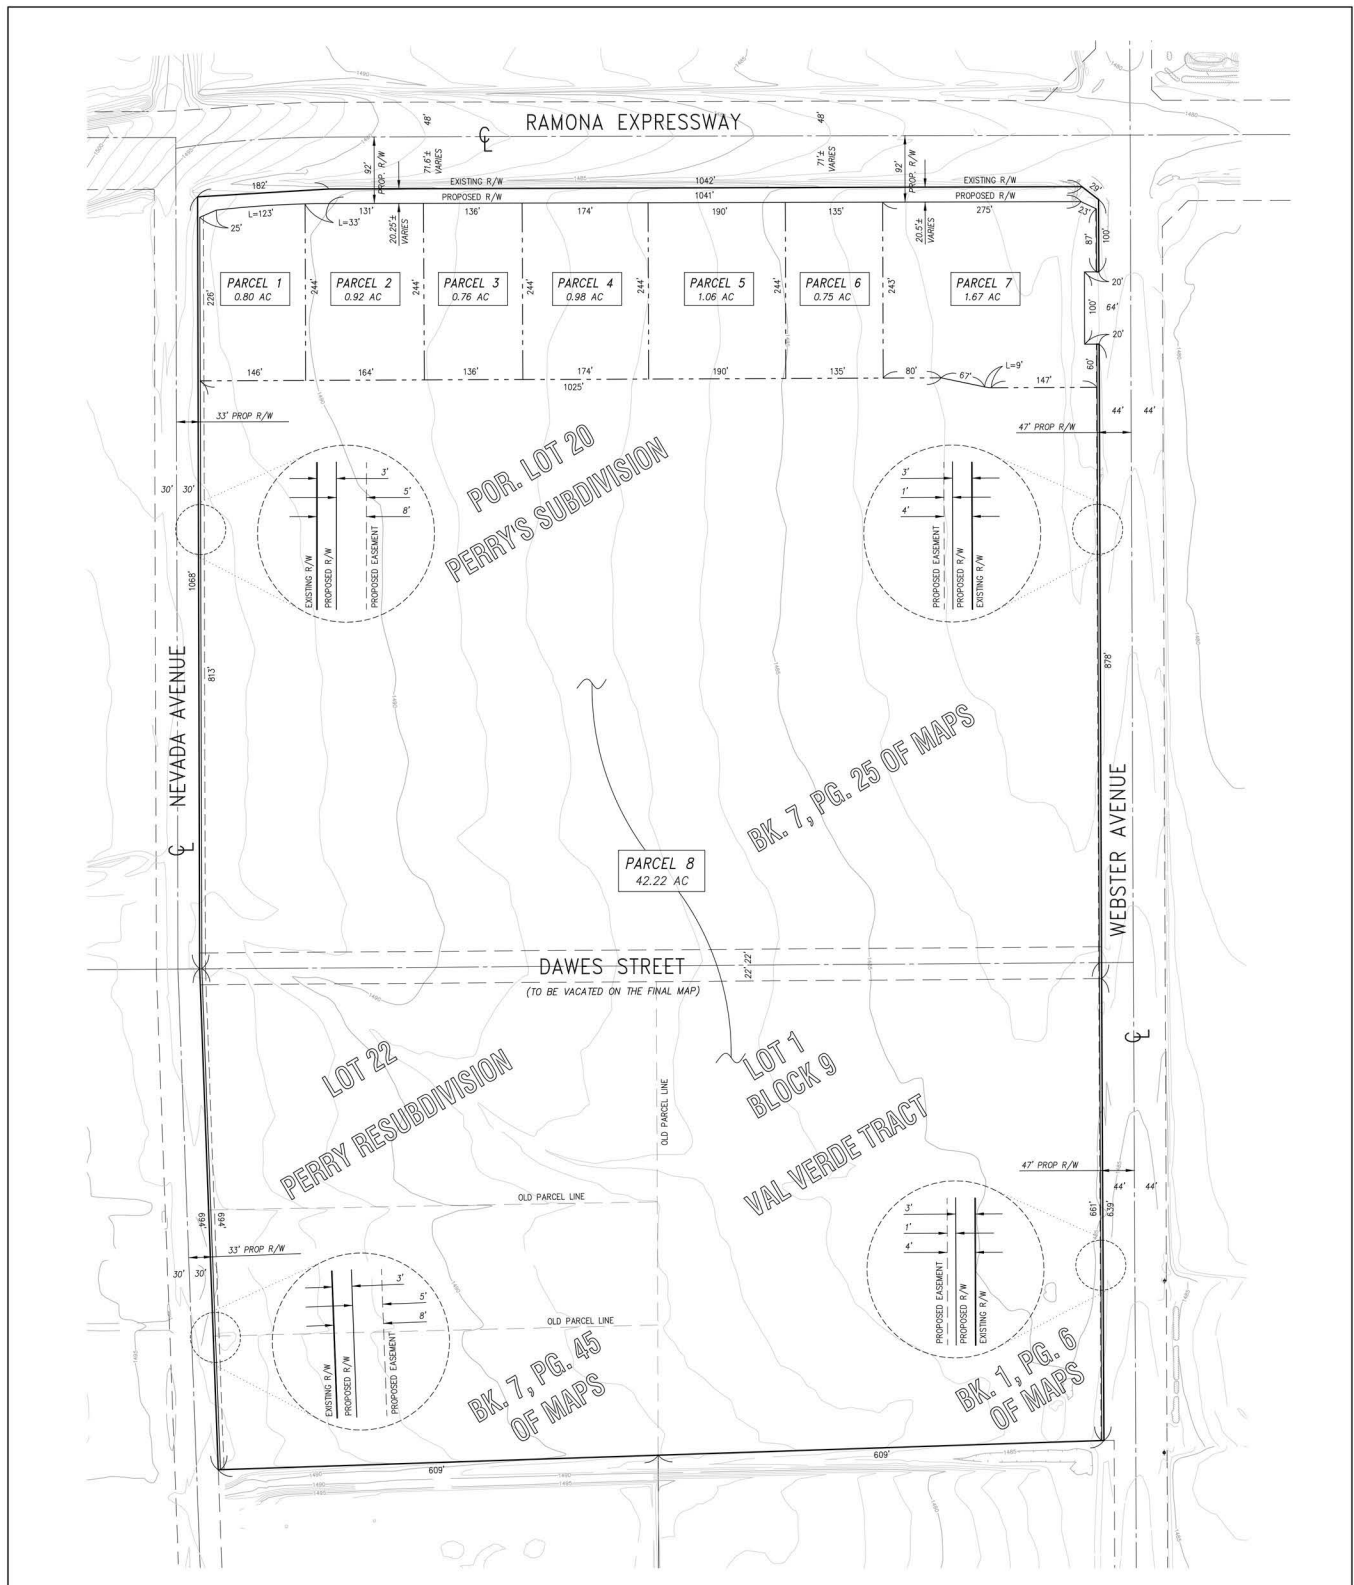 RAMONA EXPRESSWAY
48'
48'
92'
PROP. R/W
71.6'±
VARIES
71'±
VARIES
92'
PROP. R/W
182'
EXISTING R/W
1042'
EXISTING R/W
29'
PROPOSED R/W
1041'
PROPOSED R/W
L=123'
25'
L=33'
131'
20.25'±
VARIES
136'
174'
190'
135'
20.5'±
VARIES
275'
23'
87'
100'
PARCEL 1
0.80 AC
PARCEL 2
0.92 AC
PARCEL 3
0.76 AC
PARCEL 4
0.98 AC
PARCEL 5
1.06 AC
PARCEL 6
0.75 AC
PARCEL 7
1.67 AC
226'
244'
244'
244'
244'
244'
243'
20'
100'
64'
20'
60'
146'
164'
136'
174'
190'
135'
80'
67'
L=9'
147'
1025'
33' PROP R/W
47' PROP R/W
44'
44'
POR. LOT 20
PERRY'S SUBDIVISION
30'
30'
3'
5'
8'
EXISTING R/W
PROPOSED R/W
PROPOSED EASEMENT
3'
1'
4'
PROPOSED EASEMENT
PROPOSED R/W
EXISTING R/W
1068'
813'
878'
NEVADA AVENUE
WEBSTER AVENUE
BK. 7, PG. 25 OF MAPS
PARCEL 8
42.22 AC
DAWES STREET
22'
22'
(TO BE VACATED ON THE FINAL MAP)
LOT 22
PERRY RESUBDIVISION
OLD PARCEL LINE
LOT 1
BLOCK 9
VAL VERDE TRACT
OLD PARCEL LINE
47' PROP R/W
44'
44'
694'
694'
661'
639'
33' PROP R/W
30'
30'
3'
5'
8'
EXISTING R/W
PROPOSED R/W
PROPOSED EASEMENT
3'
1'
4'
PROPOSED EASEMENT
PROPOSED R/W
EXISTING R/W
OLD PARCEL LINE
BK. 7, PG. 45
OF MAPS
BK. 1, PG. 6
OF MAPS
609'
609'
1480
1485